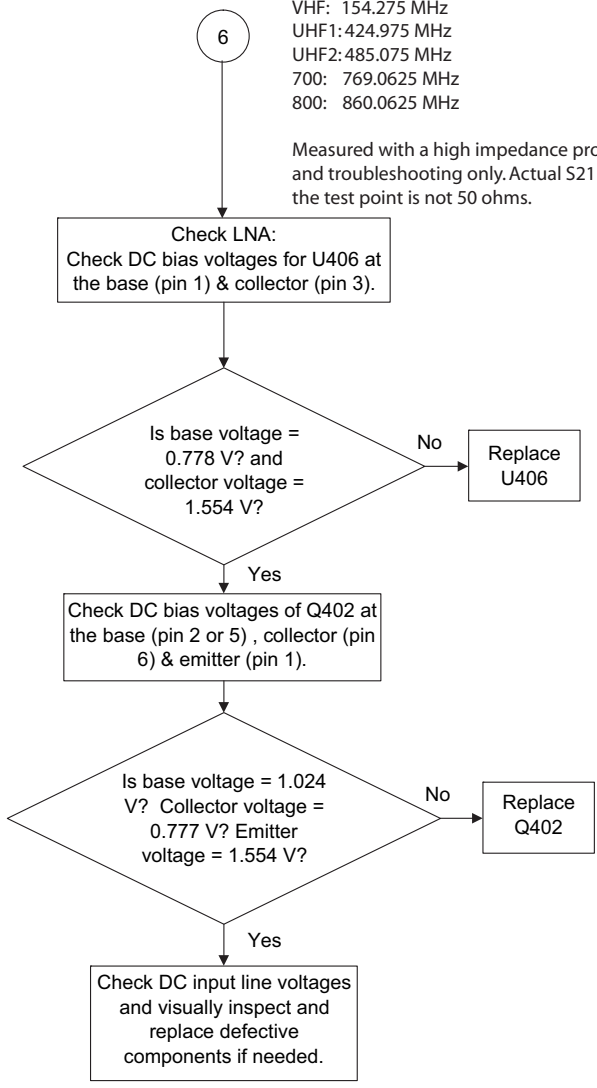 VHF: 154.275 MHz
UHF1: 424.975 MHz
UHF2: 485.075 MHz
700: 769.0625 MHz
800: 860.0625 MHz
Measured with a high impedance
and troubleshooting only. Actual S21
the test point is not 50 ohms.
6
Check LNA:
Check DC bias voltages for U406 at
the base (pin 1) & collector (pin 3).
Is base voltage =
0.778 V? and
collector voltage =
1.554 V?
No
Replace
U406
Yes
Check DC bias voltages of Q402 at
the base (pin 2 or 5) , collector (pin
6) & emitter (pin 1).
Is base voltage = 1.024
V? Collector voltage =
0.777 V? Emitter
voltage = 1.554 V?
No
Replace
Q402
Yes
Check DC input line voltages
and visually inspect and
replace defective
components if needed.